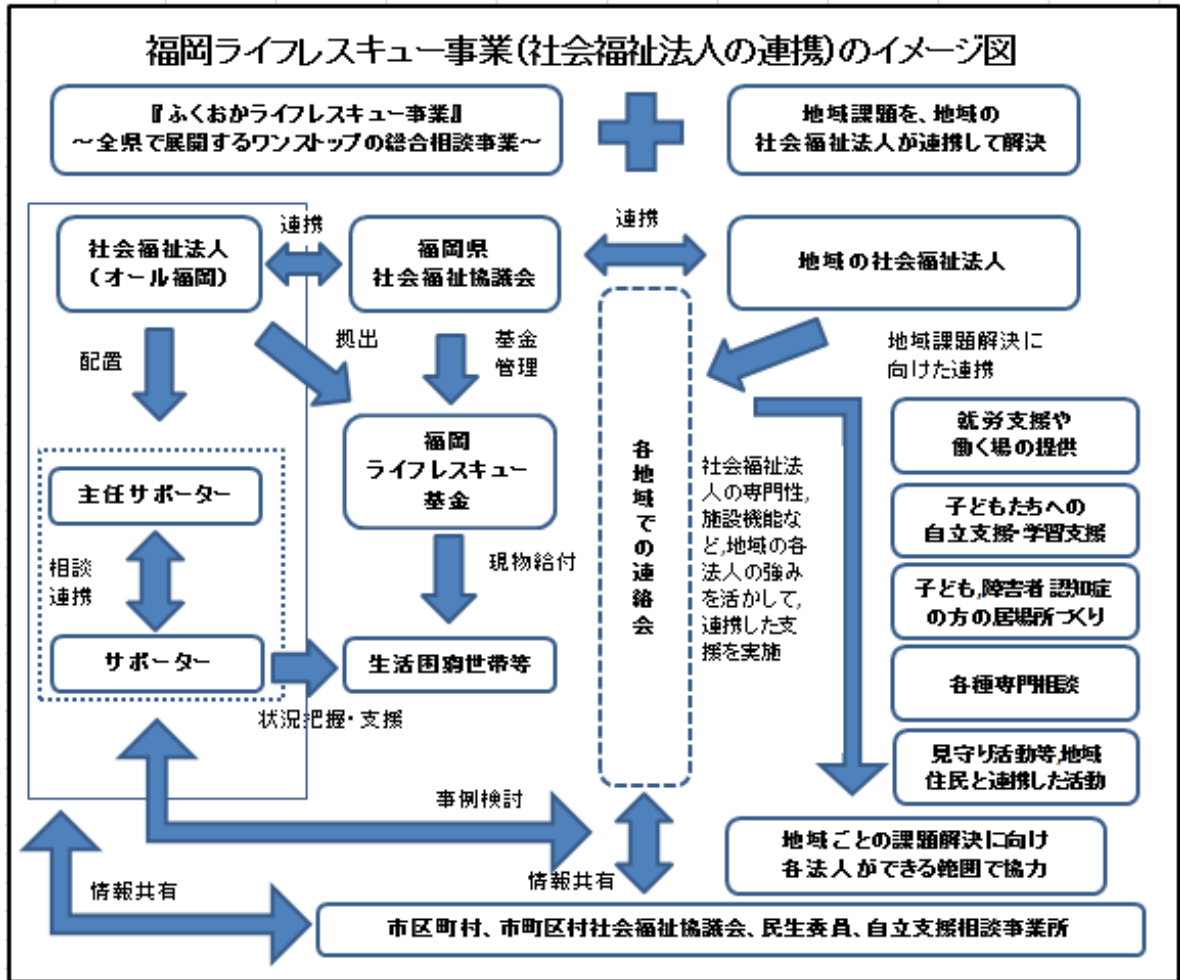 福岡ライフレスキュー事業(社会福祉法人の連携)のイメージ図
『ふくおかライフレスキュー事業』
～全県で展開するワンストップの総合相談事業～
地域課題を、地域の
社会福祉法人が連携して解決
社会福祉法人
(オール福岡)
連携
福岡県
社会福祉協議会
連携
地域の社会福祉法人
配置
拠出
基金
管理
地域課題解決に
向けた連携
福岡
ライフレスキュー
基金
主任サポーター
相談
連携
サポーター
現物給付
生活困窮世帯等
状況把握・支援
各地域での連絡会
社会福祉法
人の専門性,
施設機能な
ど,地域の各
法人の強み
を活かして,
連携した支
援を実施
就労支援や
働く場の提供
子どもたちへの
自立支援・学習支援
子ども,障害者 認知症
の方の居場所づくり
各種専門相談
見守り活動等,地域
住民と連携した活動
事例検討
地域ごとの課題解決に向け
各法人ができる範囲で協力
情報共有
情報共有
市区町村、市町区村社会福祉協議会、民生委員、自立支援相談事業所